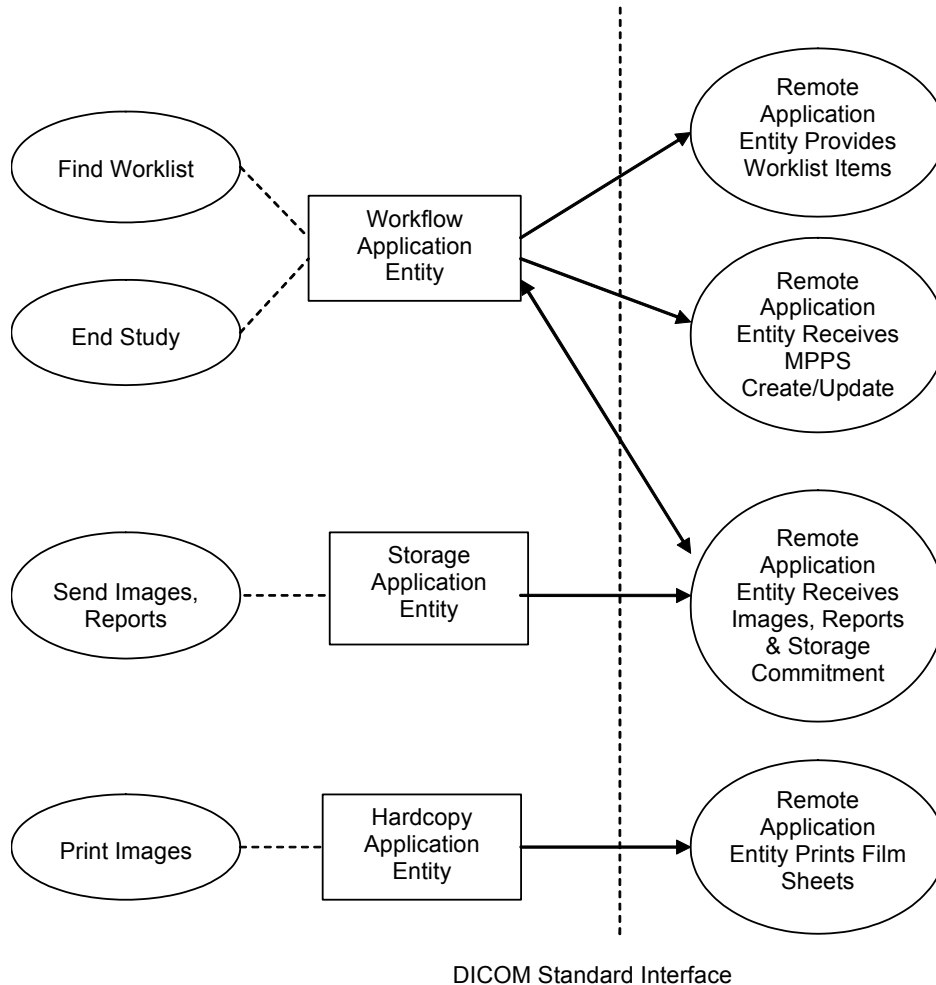 Find Worklist
End Study
Workflow
Application
Entity
Remote
Application
Entity Provides
Worklist Items
Remote
Application
Entity Receives
MPPS
Create/Update
Send Images,
Reports
Storage
Application
Entity
Remote
Application
Entity Receives
Images, Reports
& Storage
Commitment
Print Images
Hardcopy
Application
Entity
Remote
Application
Entity Prints Film
Sheets
DICOM Standard Interface